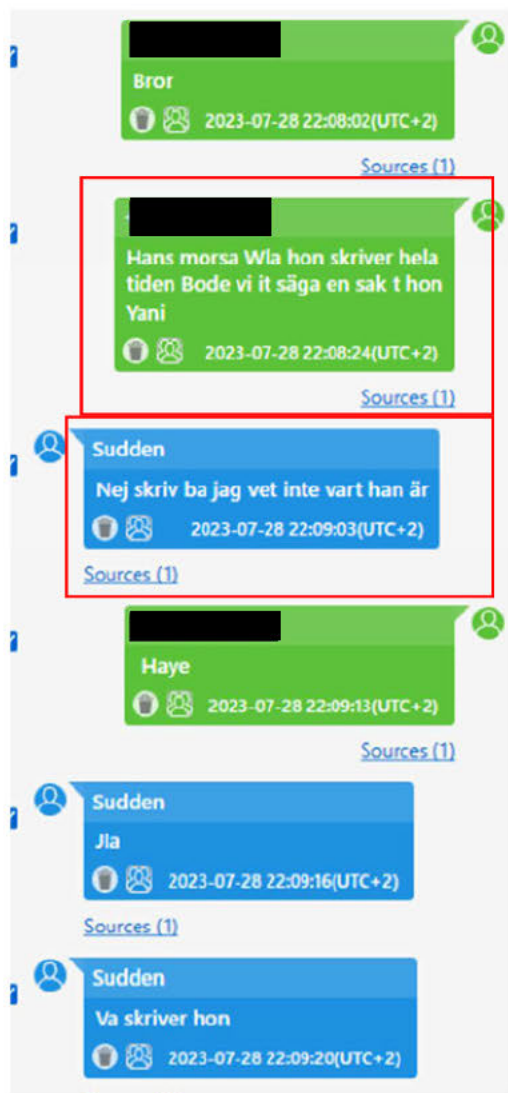 Bror
2023-07-28 22:08:02(UTC+2)
Sources (1)
Hans morsa Wla hon skriver hela
tiden Bode vi it säga en sak t hon
Yani
2023-07-28 22:08:24(UTC+2)
Sources (1)
Sudden
Nej skriv ba jag vet inte vart han är
2023-07-28 22:09:03(UTC+2)
Sources (1)
Haye
2023-07-28 22:09:13(UTC+2)
Sources (1)
Sudden
Jla
2023-07-28 22:09:16(UTC+2)
Sources (1)
Sudden
Va skriver hon
2023-07-28 22:09:20(UTC+2)